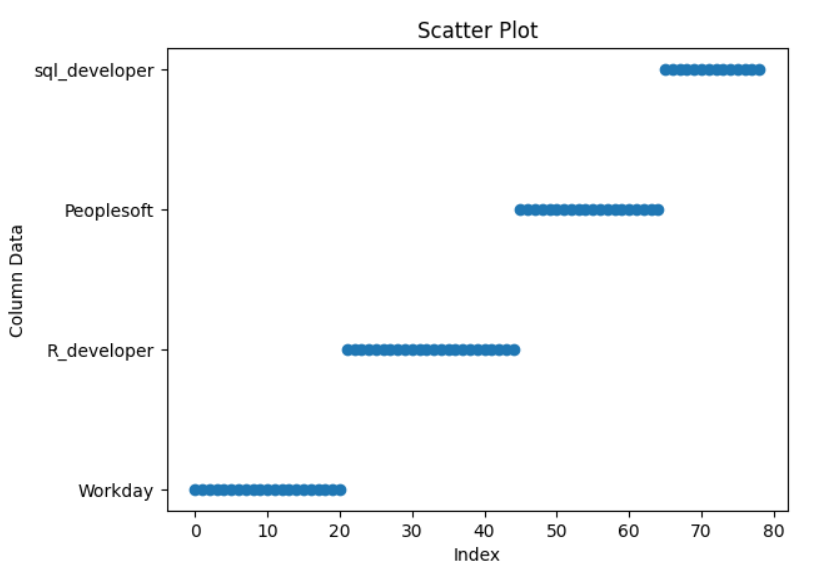 Scatter Plot
sql_developer
Peoplesoft
R_developer
Workday
Column Data
0 10 20 30 40 50 60 70 80
Index